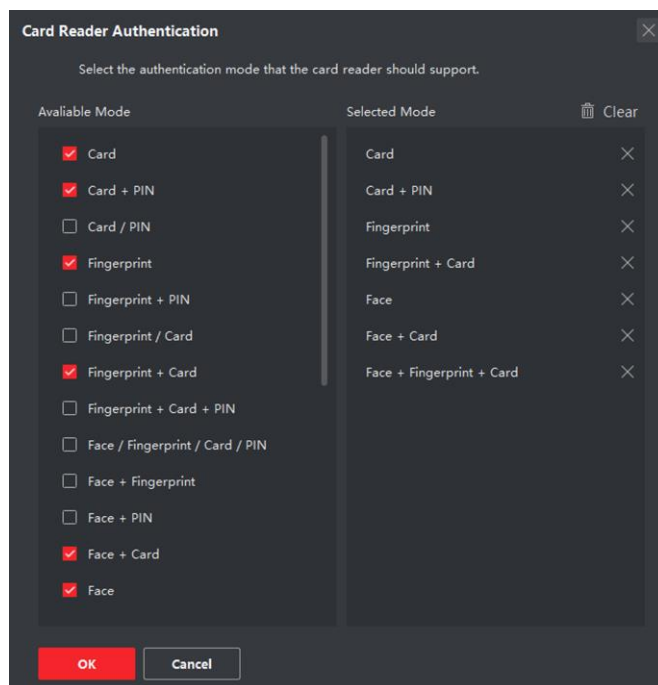 Card Reader Authentication
Select the authentication mode that the card reader should support.
Avaliable Mode
Card
Card + PIN
Card / PIN
Fingerprint
Fingerprint + PIN
Fingerprint / Card
Fingerprint + Card
Fingerprint + Card + PIN
Face / Fingerprint / Card / PIN
Face + Fingerprint
Face + PIN
Face + Card
Face
Selected Mode
Clear
Card
Card + PIN
Fingerprint
Fingerprint + Card
Face
Face + Card
Face + Fingerprint + Card
OK
Cancel